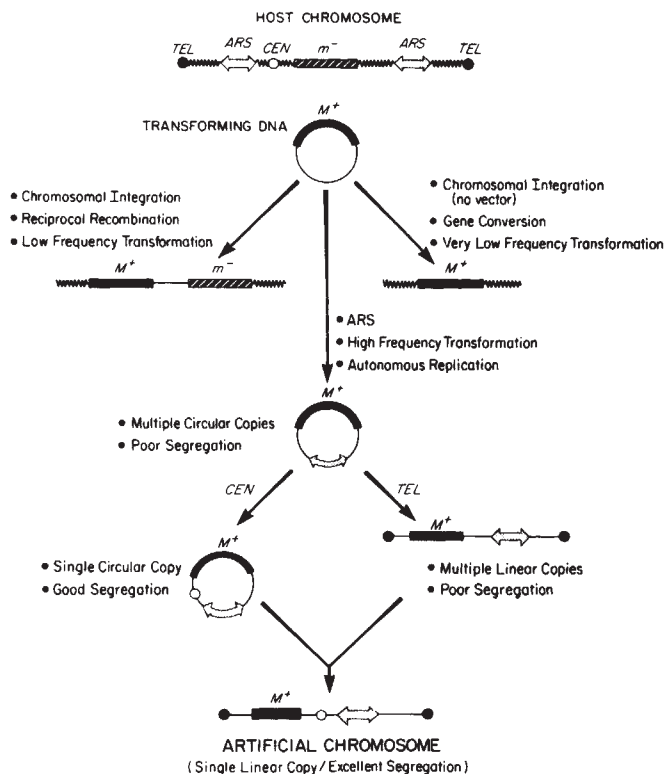 HOST CHROMOSOME
TEL ARS CEN m⁻ ARS TEL
M⁺
TRANSFORMING DNA
• Chromosomal Integration
• Reciprocal Recombination
• Low Frequency Transformation
M⁺ m⁻
• Chromosomal Integration
(no vector)
• Gene Conversion
• Very Low Frequency Transformation
M⁺
• ARS
• High Frequency Transformation
• Autonomous Replication
M⁺
• Multiple Circular Copies
• Poor Segregation
CEN
TEL
M⁺
• Single Circular Copy
• Good Segregation
M⁺
• Multiple Linear Copies
• Poor Segregation
M⁺
ARTIFICIAL CHROMOSOME
(Single Linear Copy/Excellent Segregation)